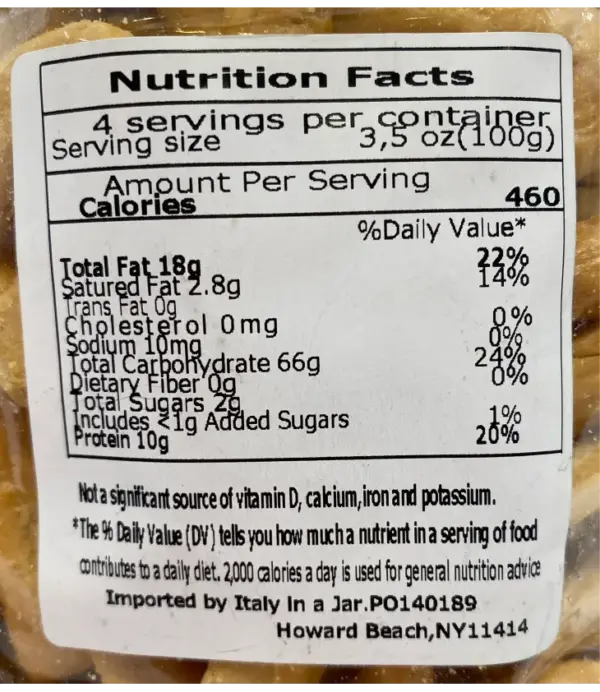 Nutrition Facts
4 servings per container
Serving size 3,5 oz(100g)
Amount Per Serving
Calories 460
%Daily Value*
Total Fat 18g 22%
Satured Fat 2.8g 14%
Trans Fat 0g
Cholesterol 0mg 0%
Sodium 10mg 0%
Total Carbohydrate 66g 24%
Dietary Fiber 0g 0%
Total Sugars 2g
Includes <1g Added Sugars 1%
Protein 10g 20%
Not a significant source of vitamin D, calcium, iron and potassium.
*The % Daily Value (DV) tells you how much a nutrient in a serving of food
contributes to a daily diet. 2,000 calories a day is used for general nutrition advice
Imported by Italy In a Jar.PO140189
Howard Beach,NY11414